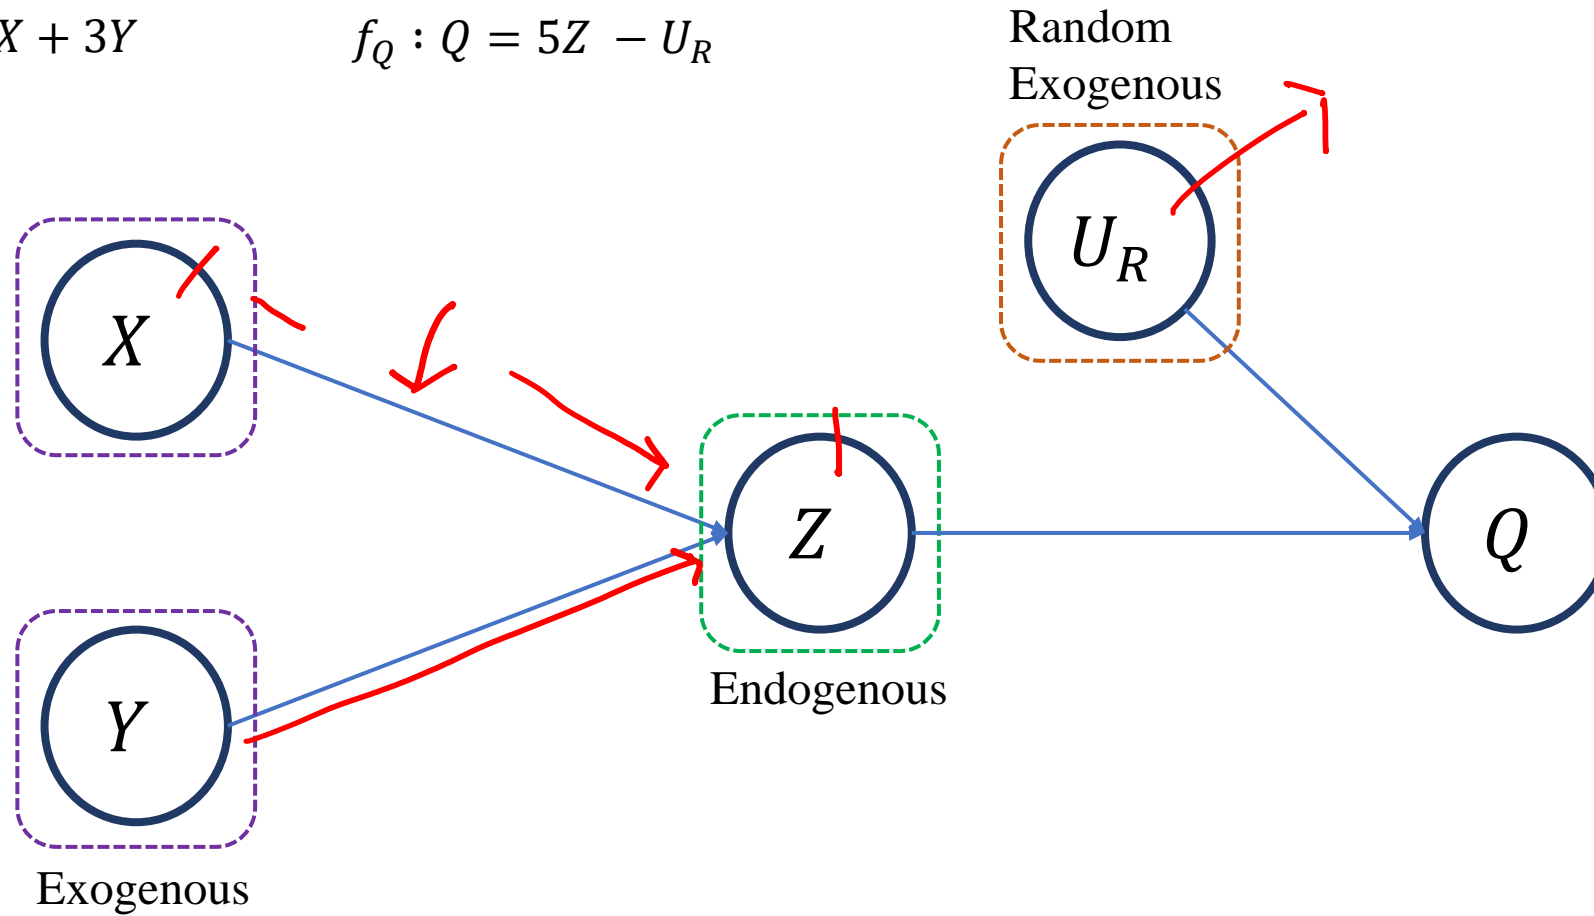 X + 3Y
f_Q : Q = 5Z − U_R
Random
Exogenous
U_R
X
Z
Q
Y
Endogenous
Exogenous